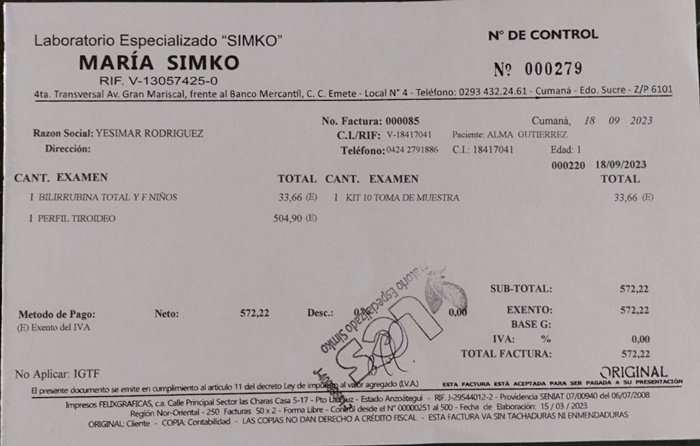 Laboratorio Especializado "SIMKO"
MARÍA SIMKO
RIF. V-13057425-0
N° DE CONTROL
Nº 000279
4ta. Transversal Av. Gran Mariscal, frente al Banco Mercantíl, C. C. Emete - Local N° 4 - Teléfono: 0293 432.24.61 - Cumaná - Edo. Sucre - Z/P 6101
No. Factura: 000085 Cumaná, 18 09 2023
Razon Social: YESIMAR RODRIGUEZ C.I./RIF: V-18417041 Paciente: ALMA GUTIERREZ
Dirección: Teléfono: 0424 2791886 C.I.: 18417041 Edad: 1
000220 18/09/2023
CANT. EXAMEN TOTAL CANT. EXAMEN TOTAL
1 BILIRRUBINA TOTAL Y F NIÑOS 33,66 (E) 1 KIT 10 TOMA DE MUESTRA 33,66 (E)
1 PERFIL TIROIDEO 504,90 (E)
SUB-TOTAL: 572,22
Metodo de Pago: Neto: 572,22 Desc.: 0,00 EXENTO: 572,22
(E) Exento del IVA BASE G:
IVA: % 0,00
TOTAL FACTURA: 572,22
Especializado Simko
No Aplicar: IGTF
ORIGINAL
El presente documento se emite en cumplimiento al artículo 11 del decreto Ley de impuesto al valor agregado (I.V.A.) ESTA FACTURA ESTÁ ACEPTADA PARA SER PAGADA A SU PRESENTACIÓN
Impresos FELIXGRAFICAS, c.a. Calle Principal Sector las Charas Casa S-17 - Pto La Cruz - Estado Anzoátegui - RIF. J-29544012-2 - Providencia SENIAT 07/00940 del 06/07/2008
Región Nor-Oriental - 250 Facturas 50 x 2 - Forma Libre - Control desde el N° 00000251 al 500 - Fecha de Elaboración: 15 / 03 / 2023
ORIGINAL: Cliente - COPIA Contabilidad - LAS COPIAS NO DAN DERECHO A CRÉDITO FISCAL - ESTA FACTURA VA SIN TACHADURAS NI ENMENDADURAS